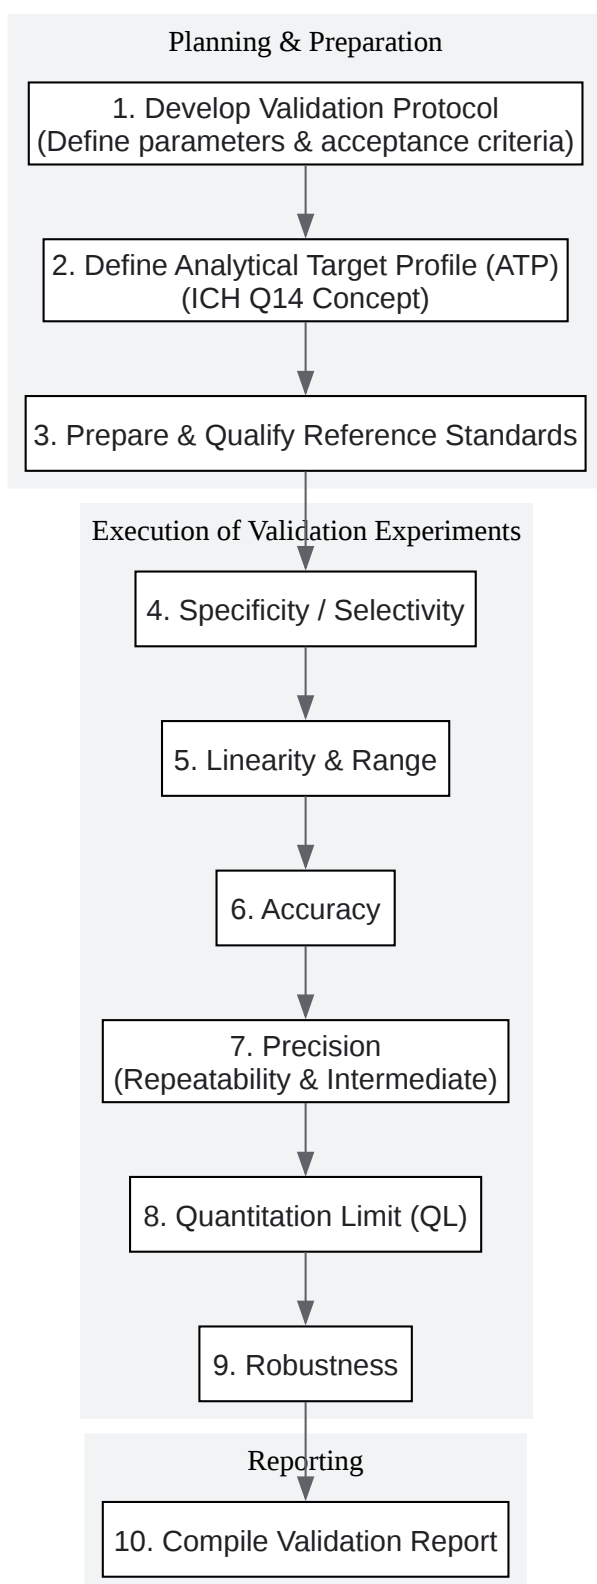 Planning & Preparation
1. Develop Validation Protocol
(Define parameters & acceptance criteria)
2. Define Analytical Target Profile (ATP)
(ICH Q14 Concept)
3. Prepare & Qualify Reference Standards
Execution of Validation Experiments
4. Specificity / Selectivity
5. Linearity & Range
6. Accuracy
7. Precision
(Repeatability & Intermediate)
8. Quantitation Limit (QL)
9. Robustness
Reporting
10. Compile Validation Report